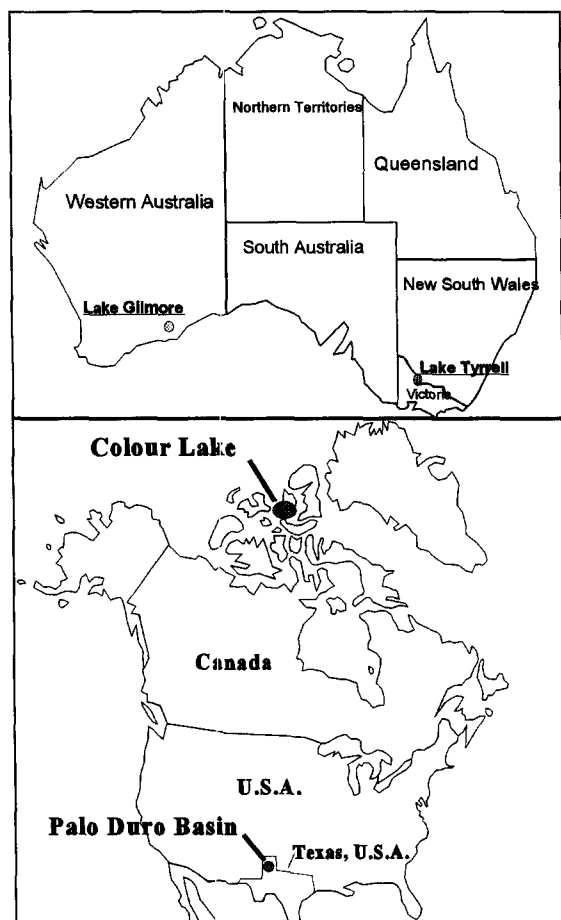 Northern Territories
Queensland
Western Australia
South Australia
New South Wales
Lake Gilmore
Lake Tyrrell
Victoria
Colour Lake
Canada
U.S.A.
Palo Duro Basin
Texas, U.S.A.